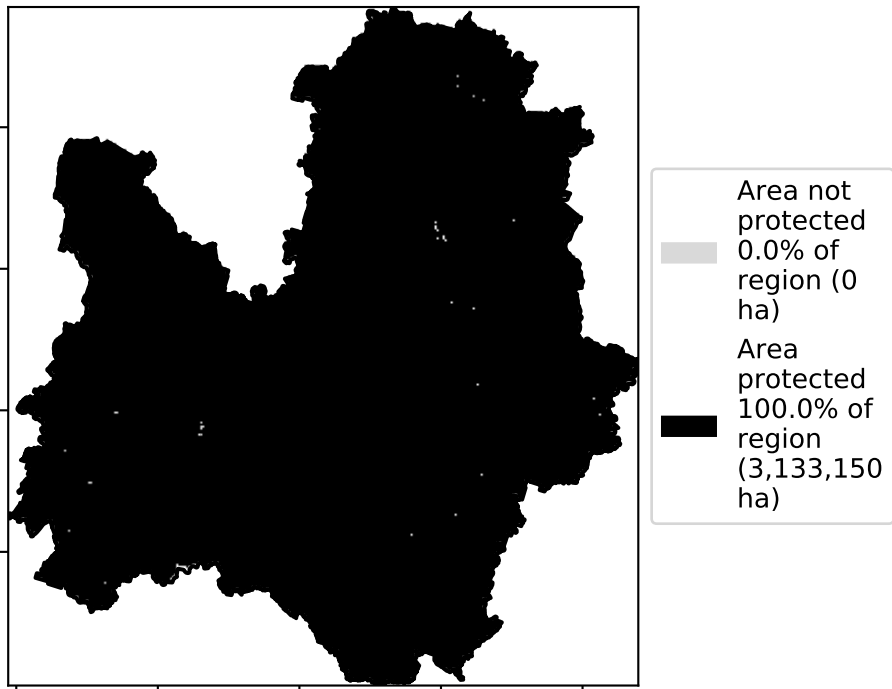 Area not
protected
0.0% of
region (0
ha)
Area
protected
100.0% of
region
(3,133,150
ha)